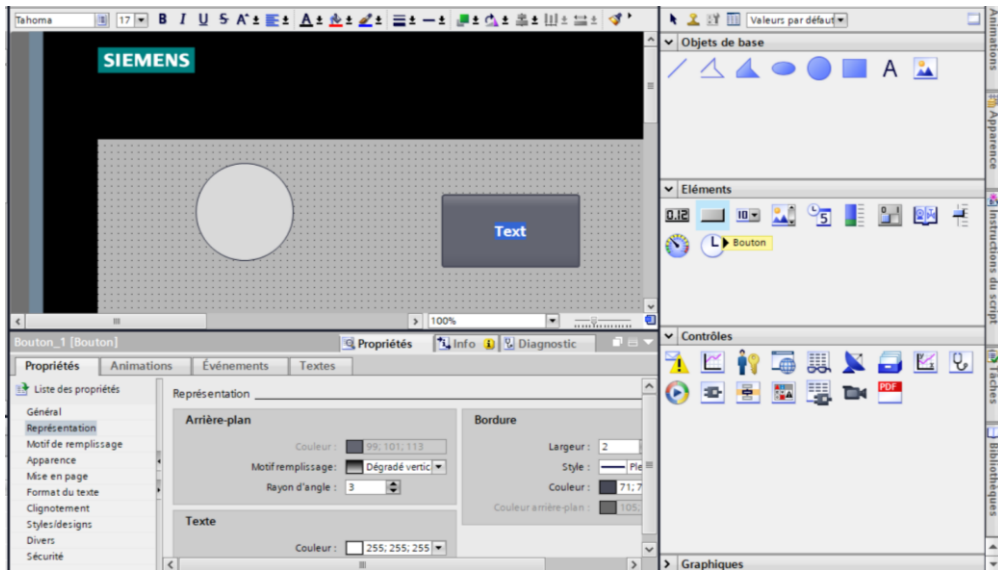 Tahoma 17 B I U S A A Valeurs par défaut
Objets de base
SIEMENS
A
Eléments
0.12 10 5
Text
Bouton
100%
Contrôles
PDF
Graphiques
Bouton_1 [Bouton]
Propriétés Info Diagnostic
Propriétés Animations Événements Textes
Liste des propriétés
Général
Représentation
Motif de remplissage
Apparence
Mise en page
Format du texte
Clignotement
Styles/designs
Divers
Sécurité
Représentation
Arrière-plan
Couleur : 99; 101; 113
Motif remplissage: Dégradé vertic
Rayon d'angle : 3
Texte
Couleur : 255; 255; 255
Bordure
Largeur : 2
Style : Ple
Couleur : 71; 7
Couleur arrière-plan : 105,
Animations
Apparence
Instructions du script
Tâches
Bibliothèques